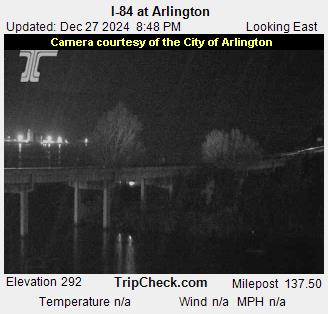 I-84 at Arlington
Updated: Dec 27 2024 8:48 PM Looking East
Camera courtesy of the City of Arlington
Elevation 292 TripCheck.com Milepost 137.50
Temperature n/a Wind n/a MPH n/a